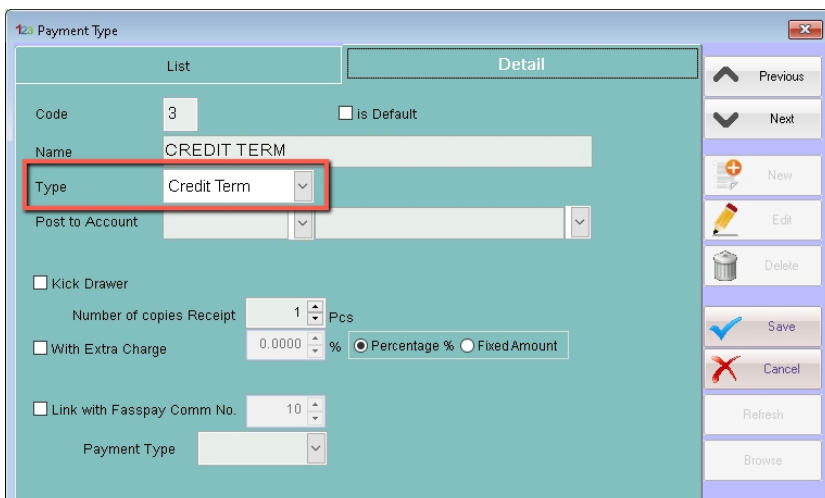 123 Payment Type
List
Detail
Code 3 is Default
Name CREDIT TERM
Type Credit Term
Post to Account
Kick Drawer
Number of copies Receipt 1 Pcs
With Extra Charge 0.0000 % Percentage % Fixed Amount
Link with Fasspay Comm No. 10
Payment Type
Previous
Next
New
Edit
Delete
Save
Cancel
Refresh
Browse